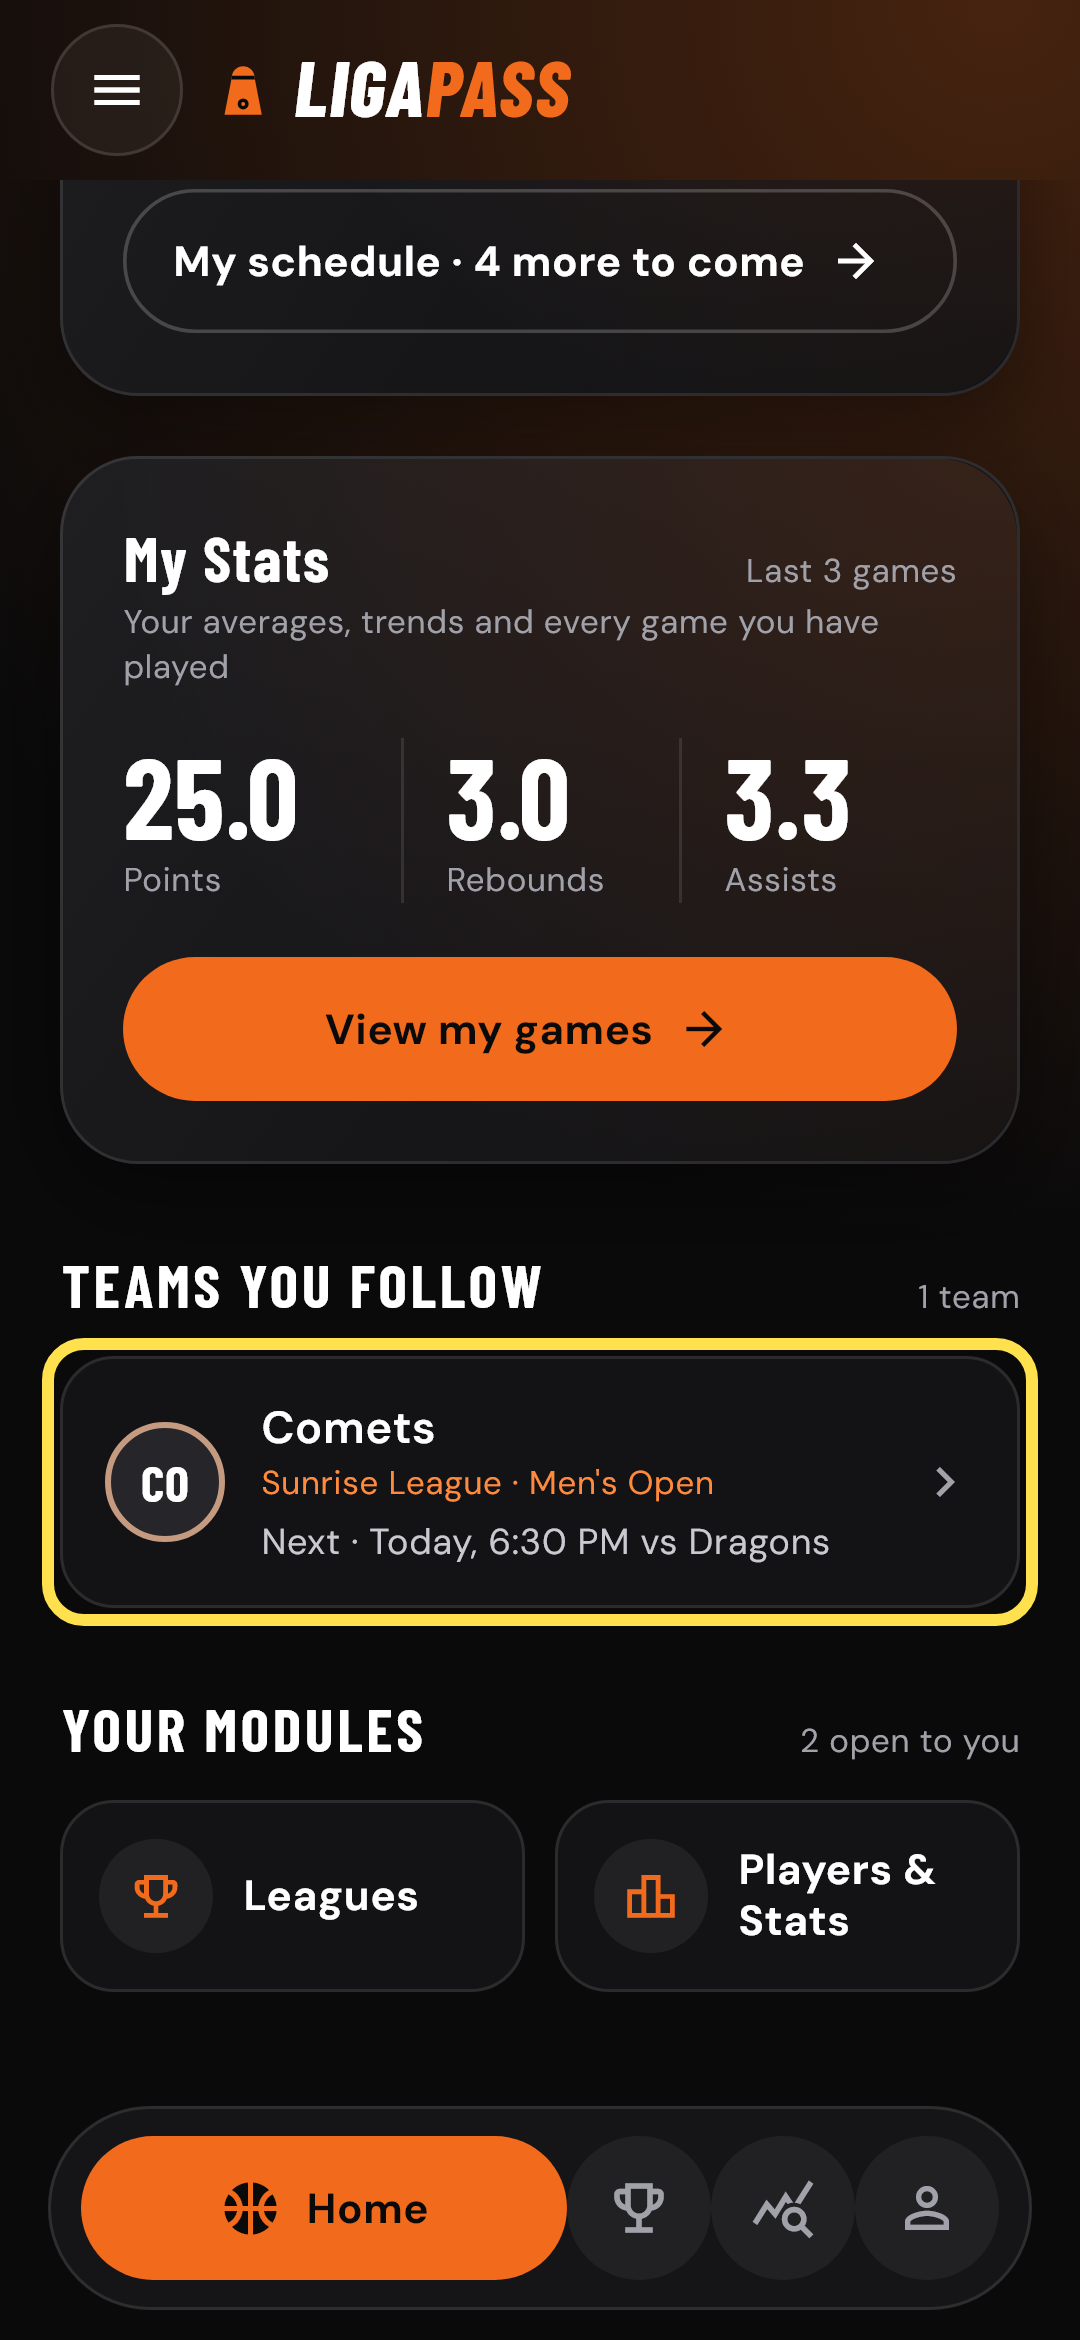 LIGAPASS
My schedule · 4 more to come
My Stats
Last 3 games
Your averages, trends and every game you have
played
25.0
3.0
3.3
Points
Rebounds
Assists
View my games
TEAMS YOU FOLLOW
1 team
CO
Comets
Sunrise League · Men's Open
Next · Today, 6:30 PM vs Dragons
YOUR MODULES
2 open to you
Leagues
Players &
Stats
Home